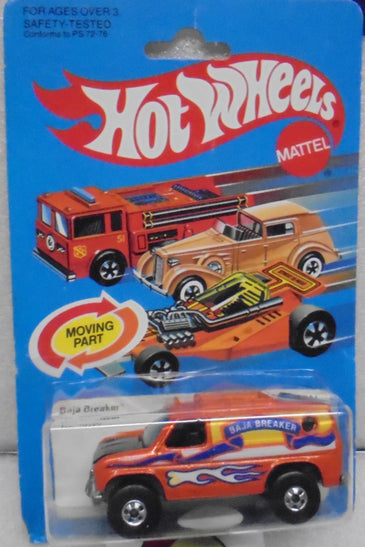 FOR AGES OVER 3
SAFETY-TESTED
Conforms to PS 72-76
HOT WHEELS
MATTEL
51
MOVING
PART
Baja Breaker
BAJA BREAKER